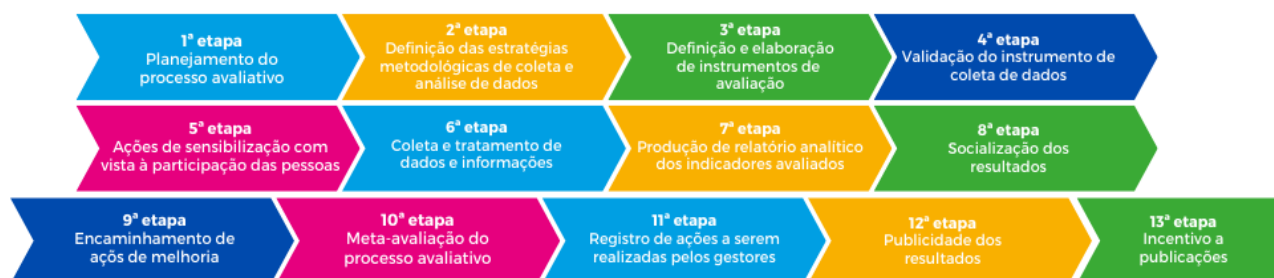 1ª etapa
Planejamento do
processo avaliativo
2ª etapa
Definição das estratégias
metodológicas de coleta e
análise de dados
3ª etapa
Definição e elaboração
de instrumentos de
avaliação
4ª etapa
Validação do instrumento de
coleta de dados
5ª etapa
Ações de sensibilização com
vista à participação das pessoas
6ª etapa
Coleta e tratamento de
dados e informações
7ª etapa
Produção de relatório analítico
dos indicadores avaliados
8ª etapa
Socialização dos
resultados
9ª etapa
Encaminhamento de
açõs de melhoria
10ª etapa
Meta-avaliação do
processo avaliativo
11ª etapa
Registro de ações a serem
realizadas pelos gestores
12ª etapa
Publicidade dos
resultados
13ª etapa
Incentivo a
publicações